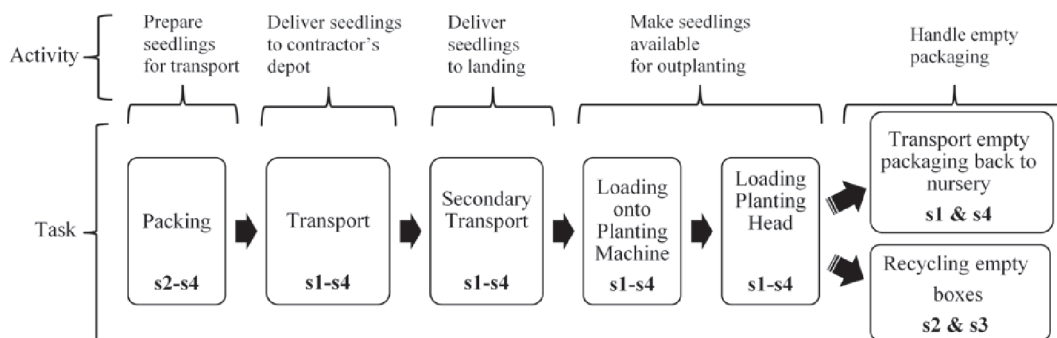 Activity
Prepare
seedlings
for transport
Deliver seedlings
to contractor's
depot
Deliver
seedlings
to landing
Make seedlings
available
for outplanting
Handle empty
packaging
Task
Packing
s2-s4
Transport
s1-s4
Secondary
Transport
s1-s4
Loading
onto
Planting
Machine
s1-s4
Loading
Planting
Head
s1-s4
Transport empty
packaging back to
nursery
s1 & s4
Recycling empty
boxes
s2 & s3